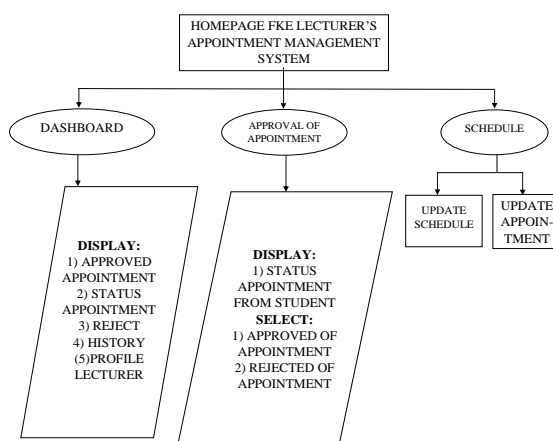 HOMEPAGE FKE LECTURER'S
APPOINTMENT MANAGEMENT
SYSTEM
DASHBOARD
APPROVAL OF
APPOINTMENT
SCHEDULE
DISPLAY:
1) APPROVED
APPOINTMENT
2) STATUS
APPOINTMENT
3) REJECT
4) HISTORY
(5)PROFILE
LECTURER
DISPLAY:
1) STATUS
APPOINTMENT
FROM STUDENT
SELECT:
1) APPROVED OF
APPOINTMENT
2) REJECTED OF
APPOINTMENT
UPDATE
SCHEDULE
UPDATE
APPOIN-
TMENT